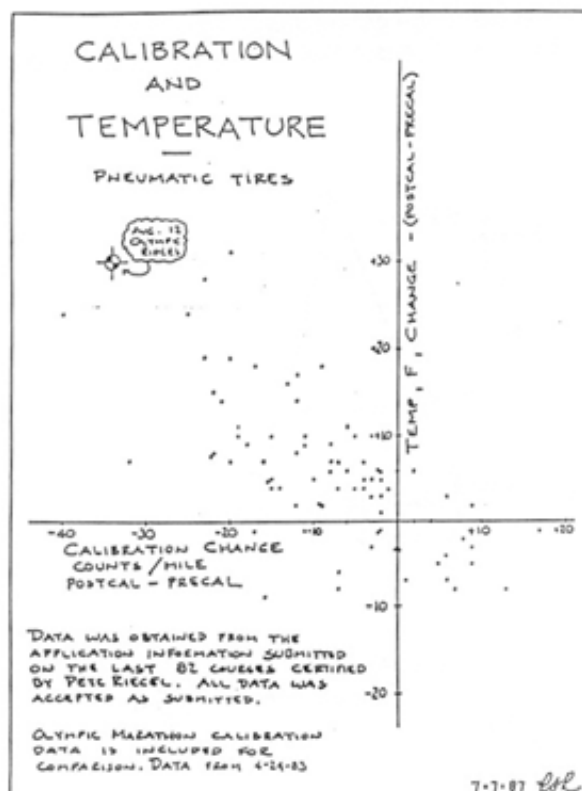 CALIBRATION
AND
TEMPERATURE
PNEUMATIC TIRES
AUG. 12
OLYMPIC
TEMP, F, CHANGE - (POSTCAL-PRECAL)
+30
+20
+10
-40 -30 -20 -10 +10 +20
CALIBRATION CHANGE
COUNTS/MILE
POSTCAL - PRECAL
-10
-20
DATA WAS OBTAINED FROM THE
APPLICATION INFORMATION SUBMITTED
ON THE LAST 82 COURSES CERTIFIED
BY PETE RIEGEL. ALL DATA WAS
ACCEPTED AS SUBMITTED.
OLYMPIC MARATHON CALIBRATION
DATA IS INCLUDED FOR
COMPARISON. DATA FROM 4-24-83
7-7-87